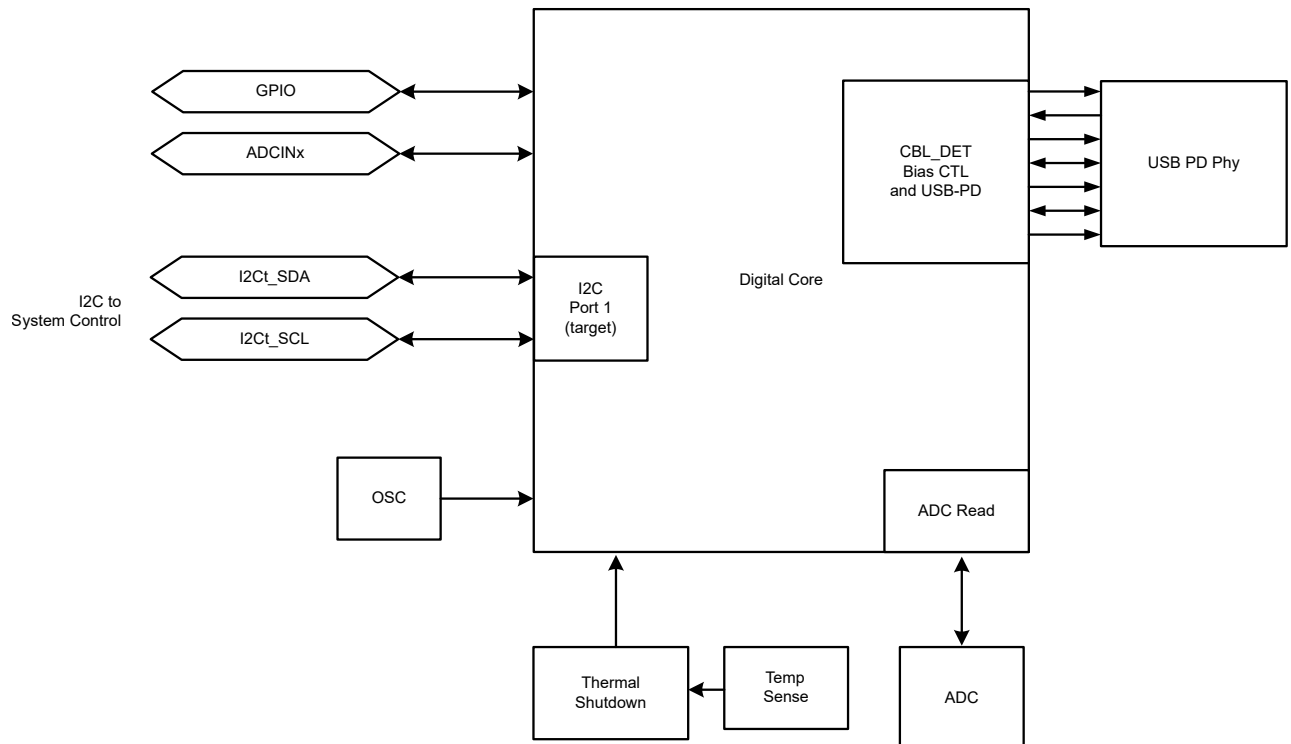 GPIO
ADCINx
CBL_DET
Bias CTL
and USB-PD
USB PD Phy
I2C to
System Control
I2Ct_SDA
I2Ct_SCL
I2C
Port 1
(target)
Digital Core
OSC
ADC Read
Thermal
Shutdown
Temp
Sense
ADC